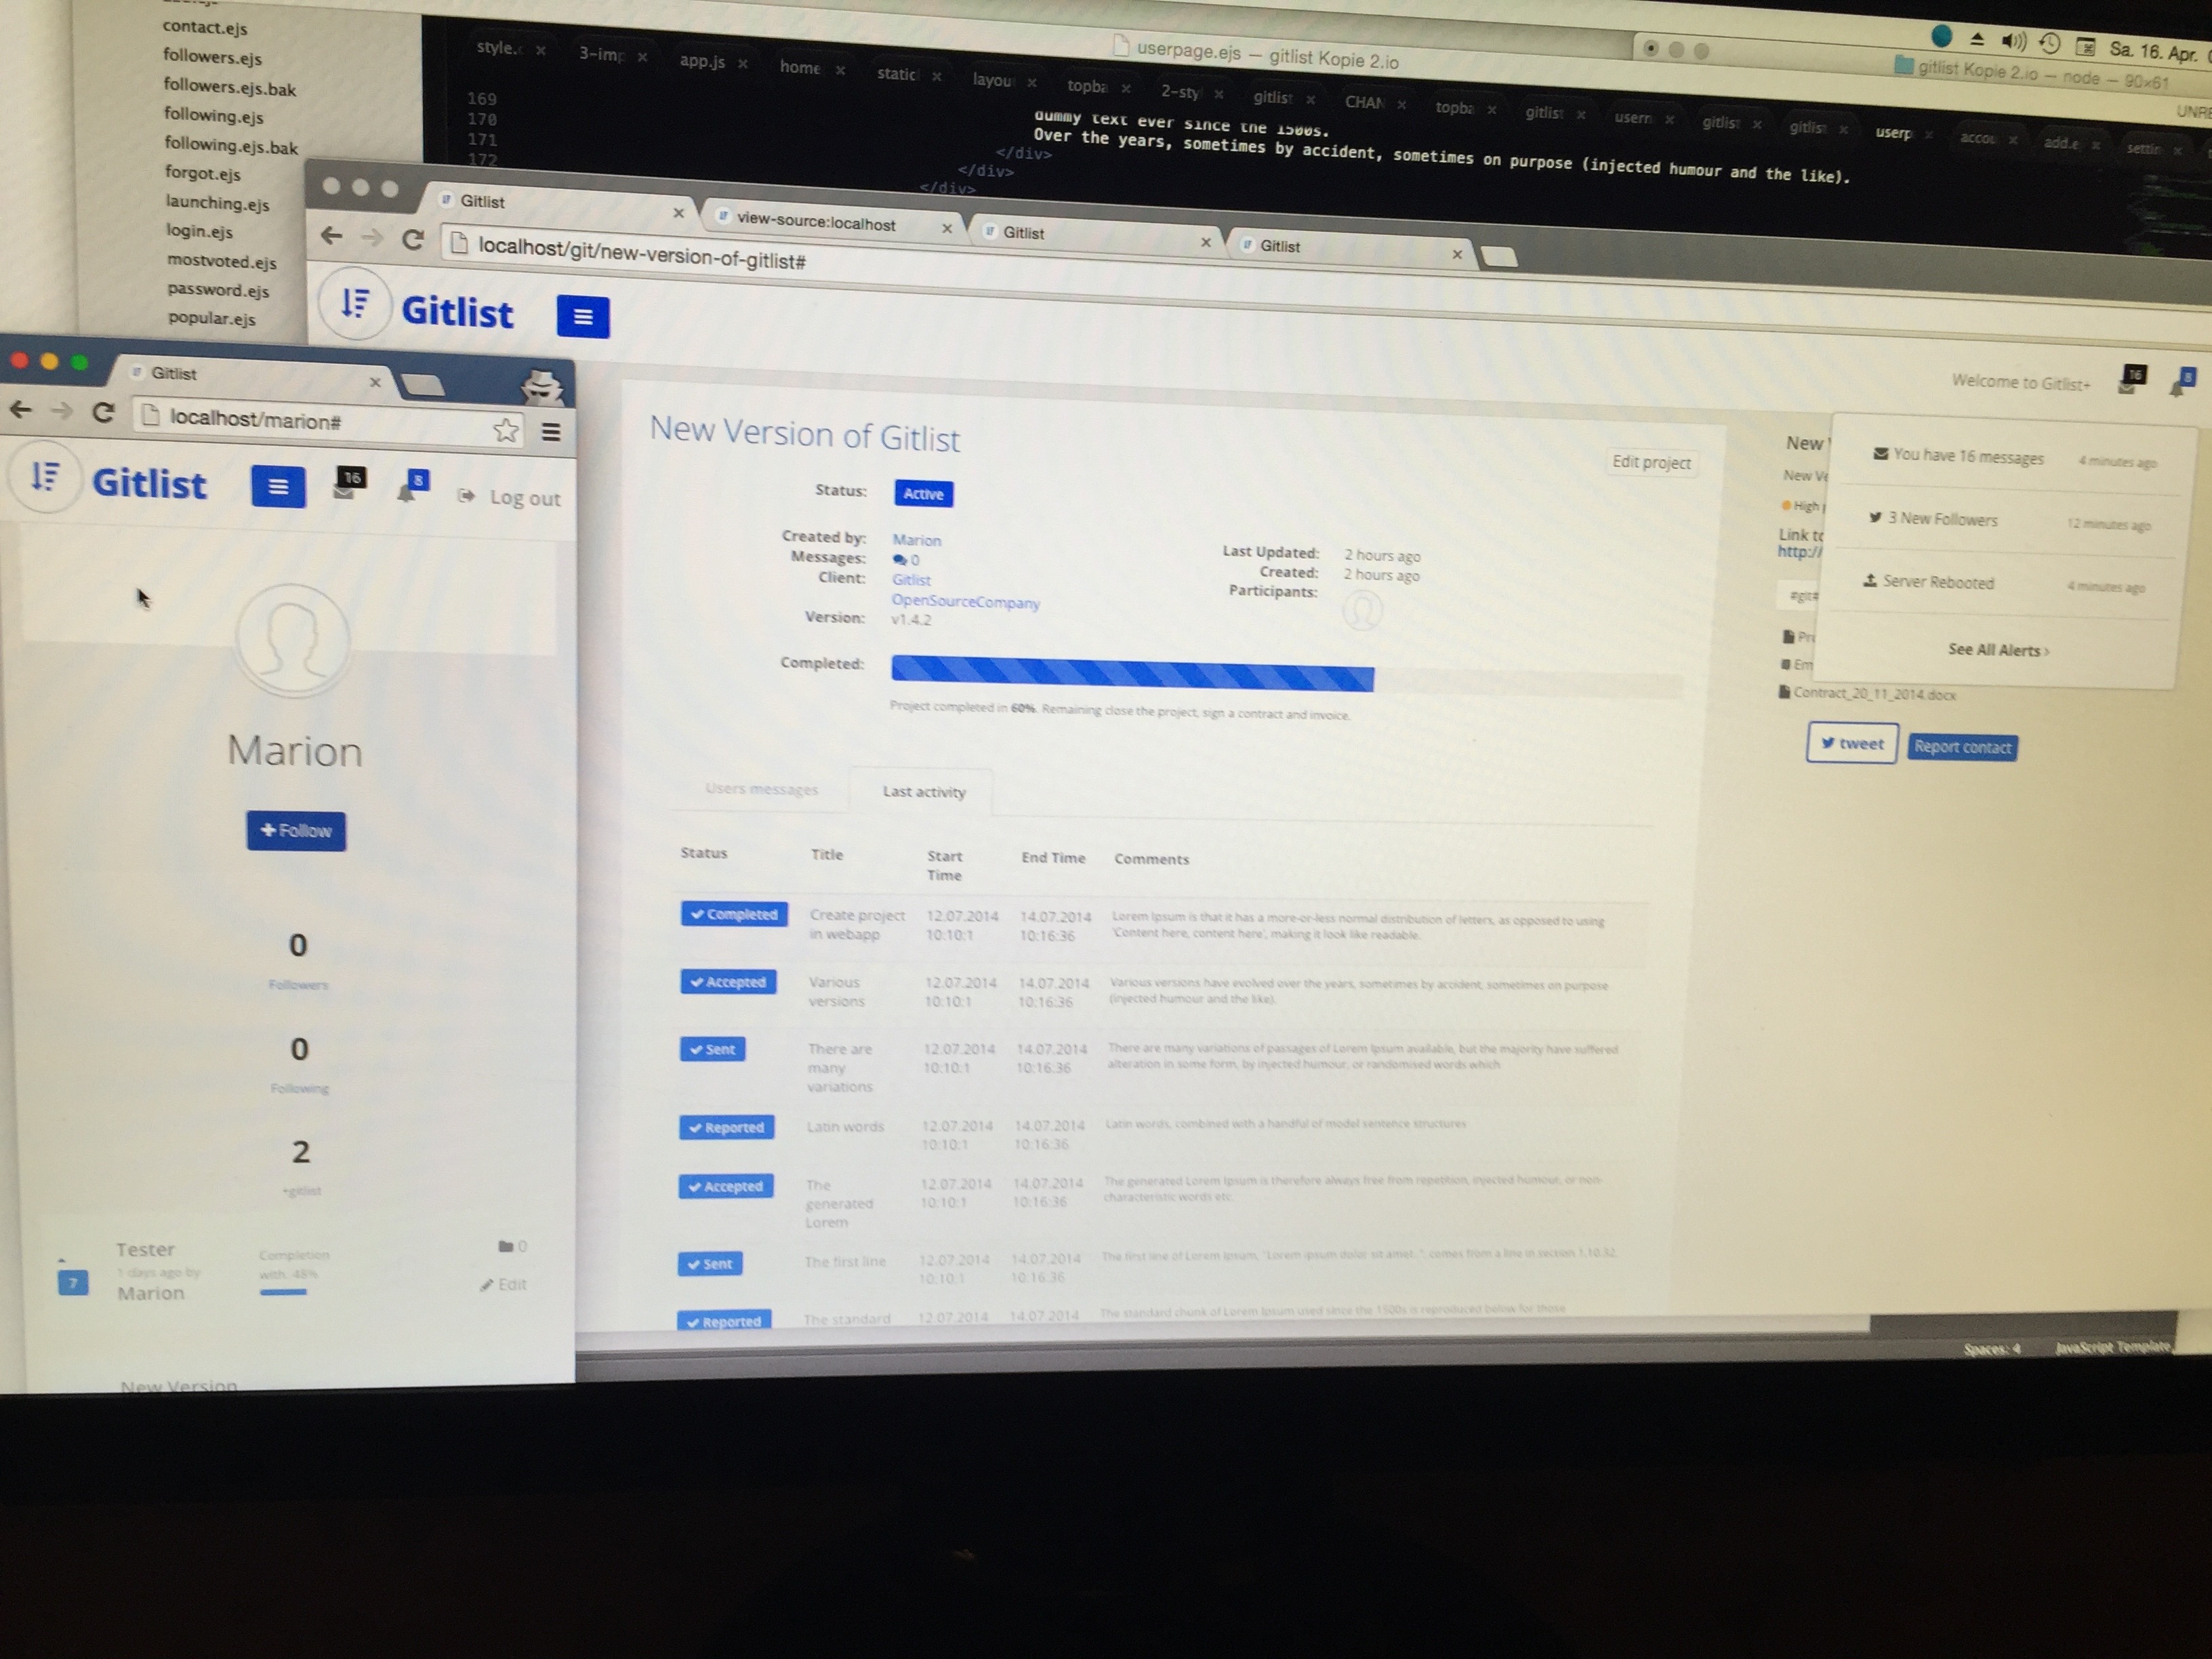 contact.ejs
followers.ejs
followers.ejs.bak
following.ejs
following.ejs.bak
forgot.ejs
launching.ejs
login.ejs
mostvoted.ejs
password.ejs
popular.ejs
userpage.ejs — gitlist Kopie 2.io
Sa. 16. Apr.
gitlist Kopie 2.io — node — 90×61
style. 3-imp app.js home static layou topba 2-sty gitlist CHAN topba gitlist usern gitlist gitlist userp accou add.e settin
169
170
171
172
dummy text ever since the 1500s.
Over the years, sometimes by accident, sometimes on purpose (injected humour and the like).
</div>
</div>
</div>
Gitlist
view-source:localhost
Gitlist
Gitlist
localhost/git/new-version-of-gitlist#
Gitlist
Welcome to Gitlist+
16
8
New Version of Gitlist
Edit project
Status: Active
Created by: Marion
Messages: 0
Client: Gitlist
OpenSourceCompany
Version: v1.4.2
Last Updated: 2 hours ago
Created: 2 hours ago
Participants:
Completed:
Project completed in 60%. Remaining close the project, sign a contract and invoice.
Users messages
Last activity
Status Title Start Time End Time Comments
Completed
Create project in webapp
12.07.2014 10:10:1
14.07.2014 10:16:36
Lorem Ipsum is that it has a more-or-less normal distribution of letters, as opposed to using
'Content here, content here', making it look like readable.
Accepted
Various versions
12.07.2014 10:10:1
14.07.2014 10:16:36
Various versions have evolved over the years, sometimes by accident, sometimes on purpose
(injected humour and the like).
Sent
There are many variations
12.07.2014 10:10:1
14.07.2014 10:16:36
There are many variations of passages of Lorem Ipsum available, but the majority have suffered
alteration in some form, by injected humour, or randomised words which
Reported
Latin words
12.07.2014 10:10:1
14.07.2014 10:16:36
Latin words, combined with a handful of model sentence structures
Accepted
The generated Lorem
12.07.2014 10:10:1
14.07.2014 10:16:36
The generated Lorem Ipsum is therefore always free from repetition, injected humour, or non-
characteristic words etc.
Sent
The first line
12.07.2014 10:10:1
14.07.2014 10:16:36
The first line of Lorem Ipsum, "Lorem ipsum dolor sit amet..", comes from a line in section 1.10.32.
Reported
The standard
12.07.2014
14.07.2014
The standard chunk of Lorem Ipsum used since the 1500s is reproduced below for those
New
New Ve
High
Link to
http://
#git#
Em
Contract_20_11_2014.docx
tweet
Report contact
You have 16 messages 4 minutes ago
3 New Followers 12 minutes ago
Server Rebooted 4 minutes ago
See All Alerts
Spaces: 4
JavaScript Template
Gitlist
localhost/marion#
Gitlist
16
8
Log out
Marion
+ Follow
0
Followers
0
Following
2
+gitlist
7
Tester
1 days ago by
Marion
Completion
with: 48%
0
Edit
New Version